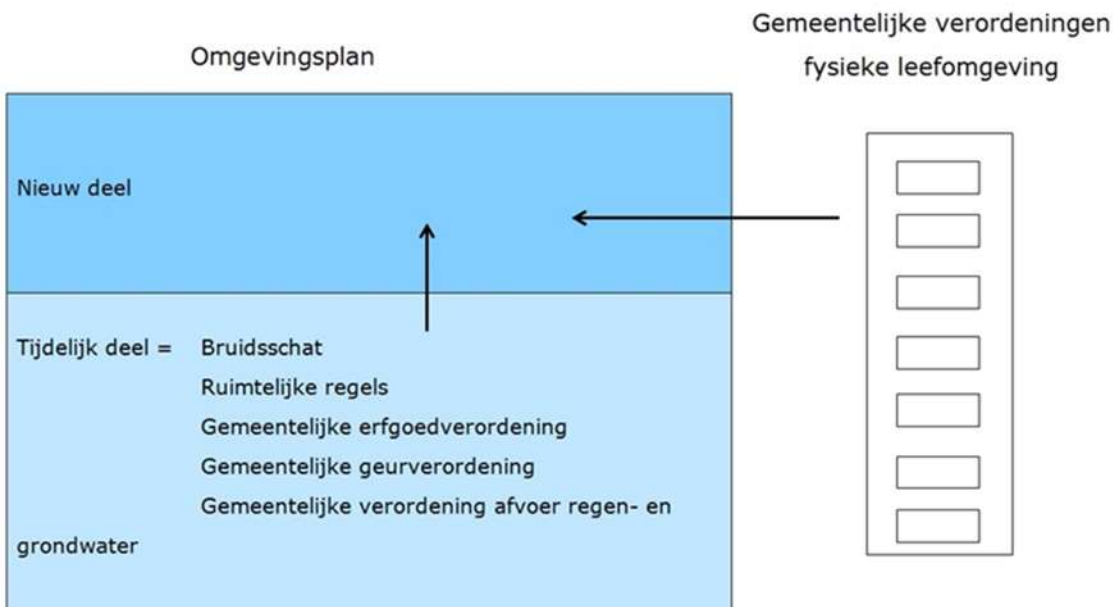 Omgevingsplan
Gemeentelijke verordeningen
fysieke leefomgeving
Nieuw deel
Tijdelijk deel = Bruidsschat
Ruimtelijke regels
Gemeentelijke erfgoedverordening
Gemeentelijke geurverordening
Gemeentelijke verordening afvoer regen- en
grondwater